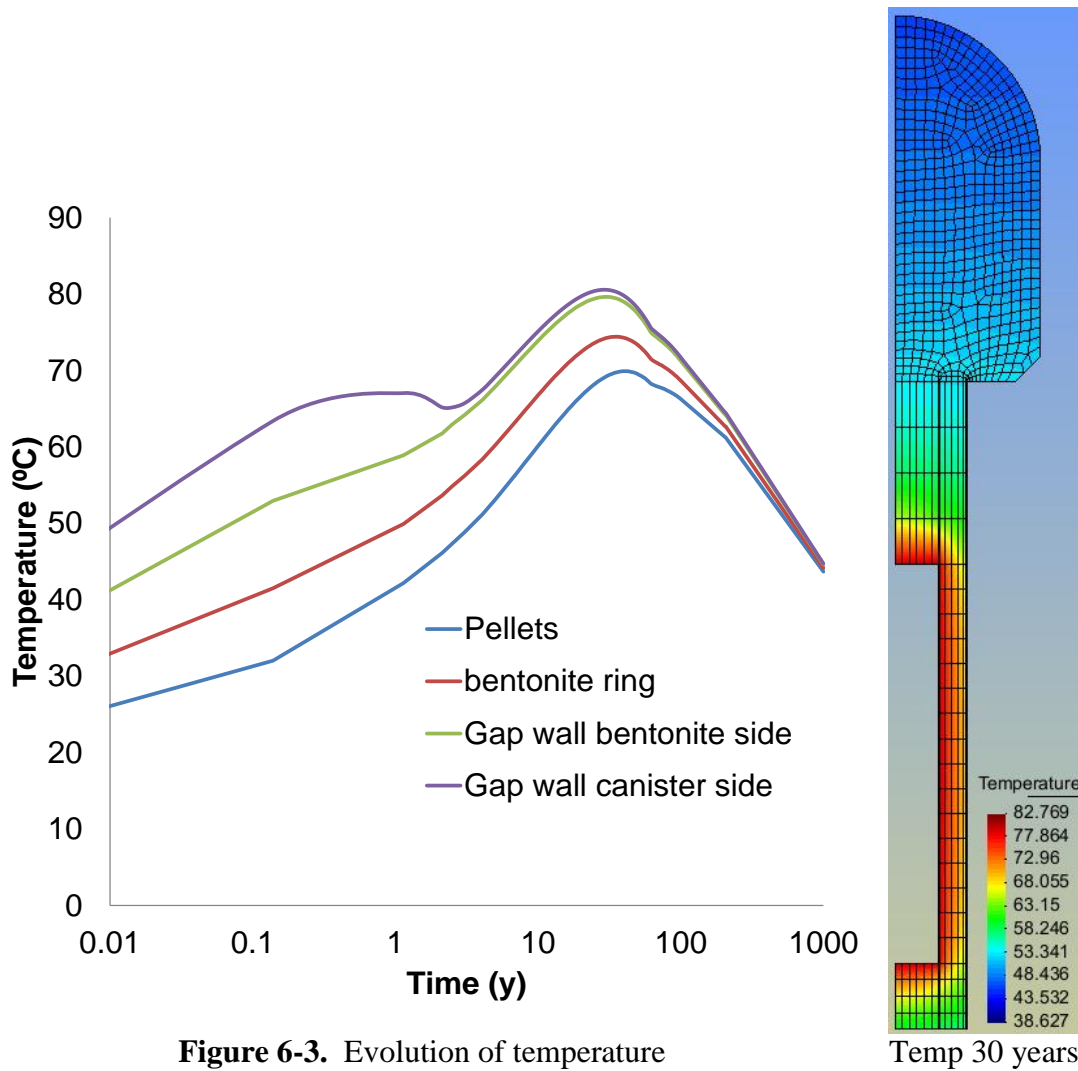 90
80
70
60
50
40
30
20
10
0
Temperature (ºC)
0.01 0.1 1 10 100 1000
Time (y)
Pellets
bentonite ring
Gap wall bentonite side
Gap wall canister side
Temperature
82.769
77.864
72.96
68.055
63.15
58.246
53.341
48.436
43.532
38.627
Figure 6-3. Evolution of temperature
Temp 30 years